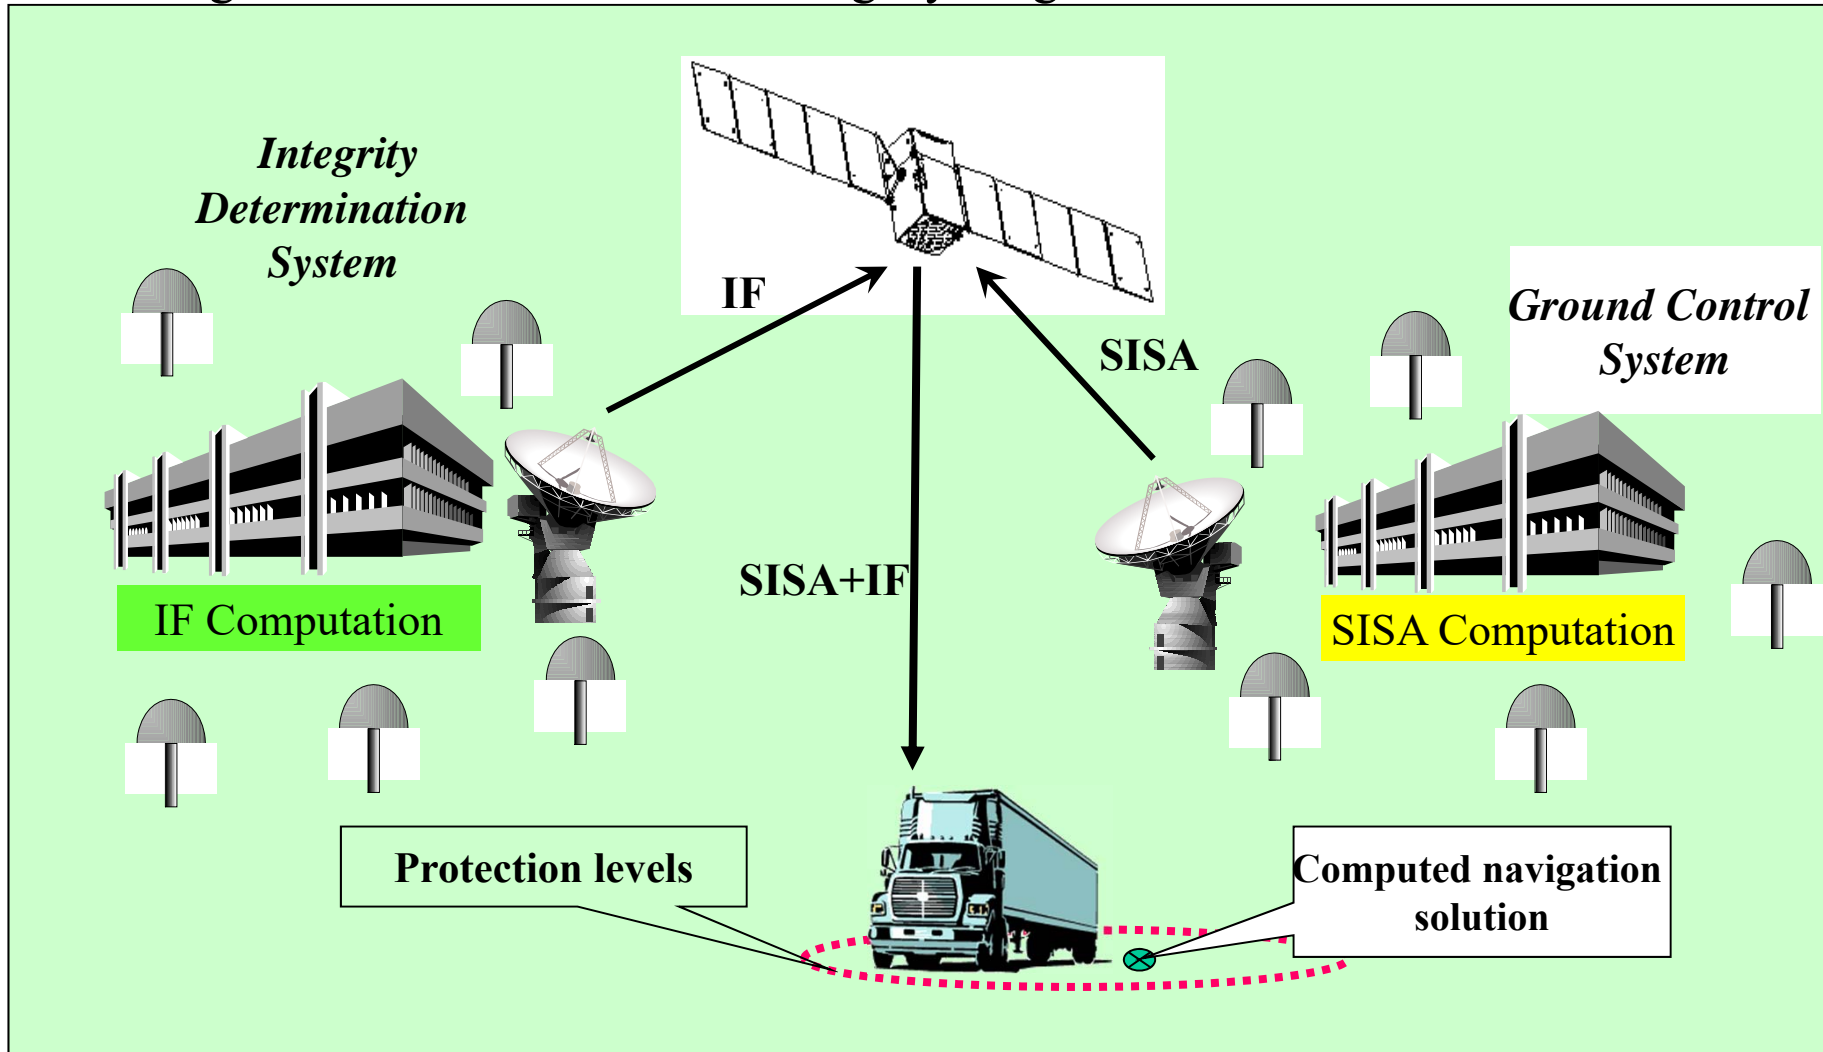 Integrity
Determination
System
IF
SISA
Ground Control
System
SISA+IF
IF Computation
SISA Computation
Protection levels
Computed navigation
solution